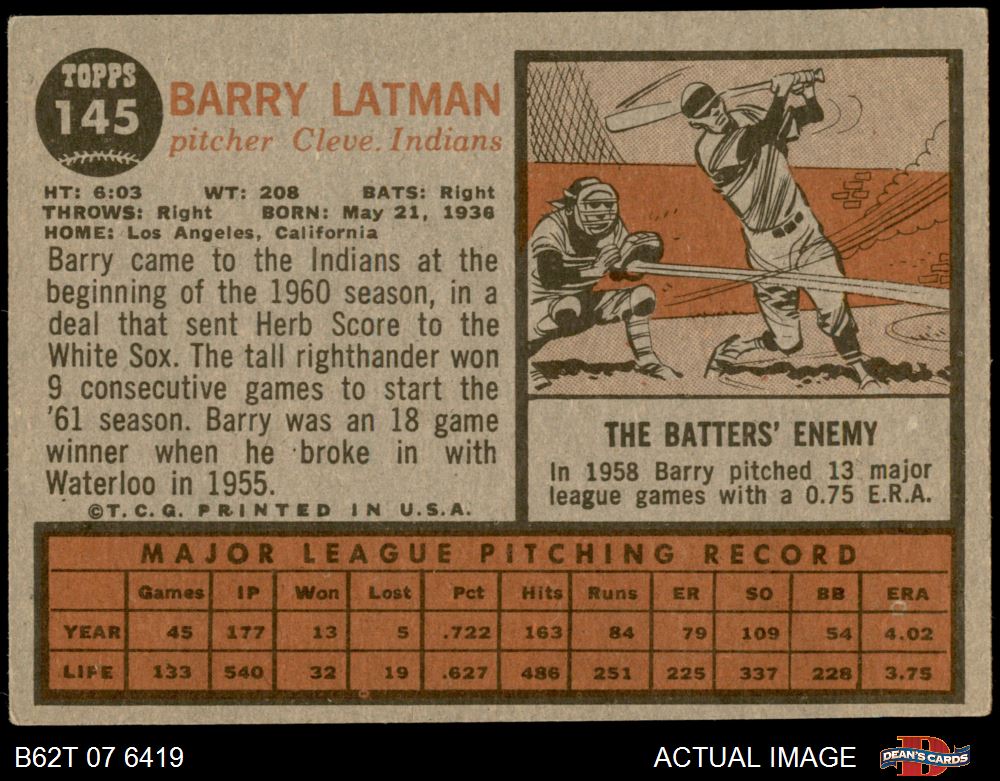 TOPPS
145
BARRY LATMAN
pitcher Cleve. Indians
HT: 6:03 WT: 208 BATS: Right
THROWS: Right BORN: May 21, 1936
HOME: Los Angeles, California
Barry came to the Indians at the
beginning of the 1960 season, in a
deal that sent Herb Score to the
White Sox. The tall righthander won
9 consecutive games to start the
'61 season. Barry was an 18 game
winner when he broke in with
Waterloo in 1955.
©T.C.G. PRINTED IN U.S.A.
THE BATTERS' ENEMY
In 1958 Barry pitched 13 major
league games with a 0.75 E.R.A.
MAJOR LEAGUE PITCHING RECORD
Games IP Won Lost Pct Hits Runs ER SO BB ERA
YEAR 45 177 13 5 .722 163 84 79 109 54 4.02
LIFE 133 540 32 19 .627 486 251 225 337 228 3.75
B62T 07 6419
ACTUAL IMAGE
DEAN'S CARDS